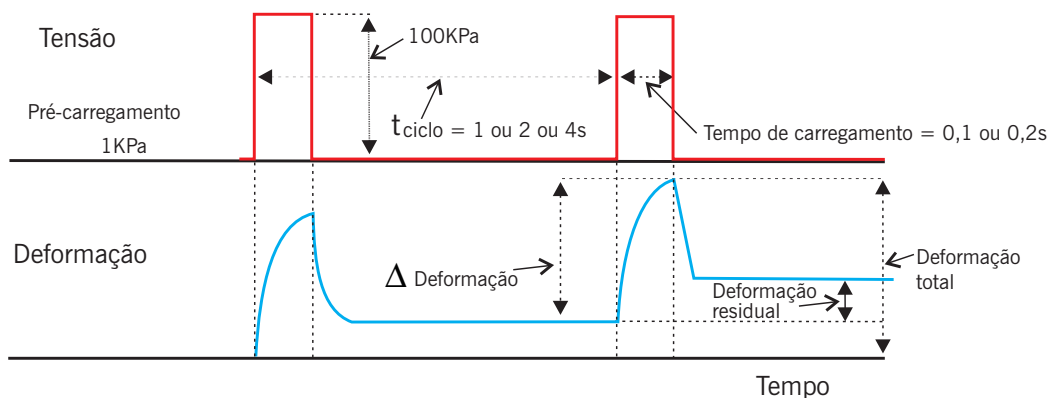 Tensão
100KPa
Pré-carregamento
1KPa
tciclo = 1 ou 2 ou 4s
Tempo de carregamento = 0,1 ou 0,2s
Deformação
Δ Deformação
Deformação
residual
Deformação
total
Tempo